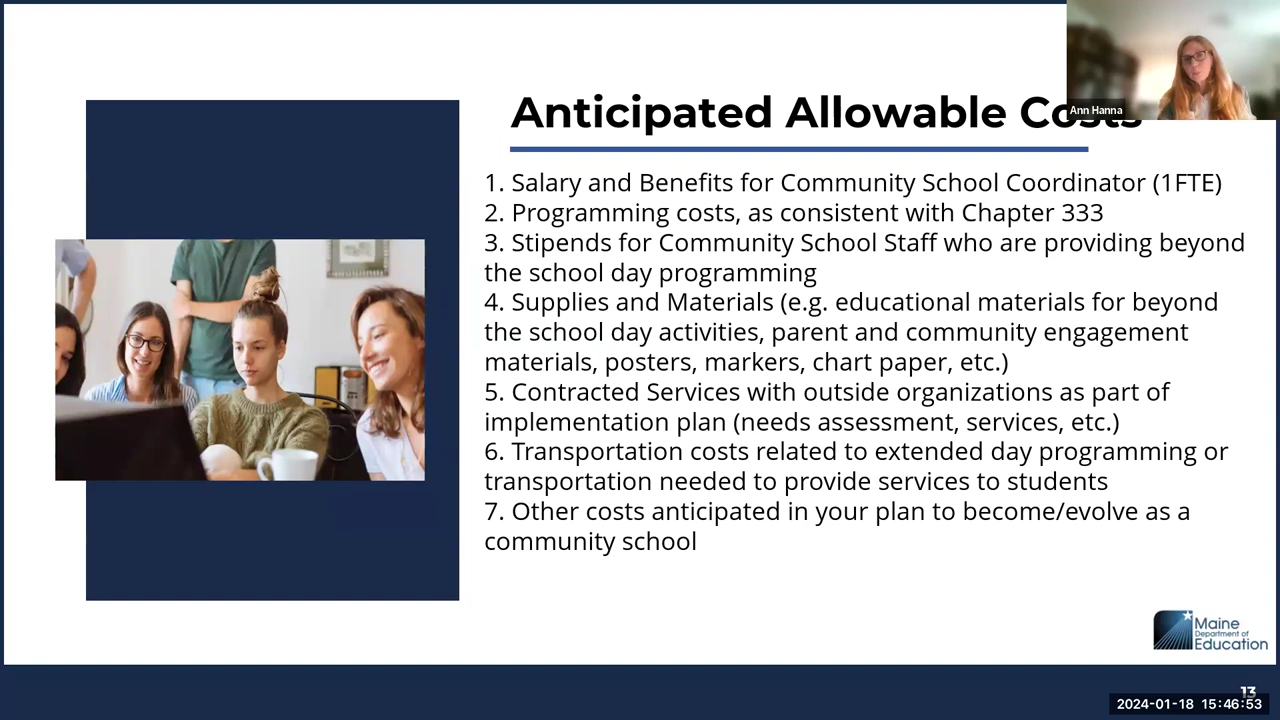 Anticipated Allowable Costs
Ann Hanna
1. Salary and Benefits for Community School Coordinator (1FTE)
2. Programming costs, as consistent with Chapter 333
3. Stipends for Community School Staff who are providing beyond
the school day programming
4. Supplies and Materials (e.g. educational materials for beyond
the school day activities, parent and community engagement
materials, posters, markers, chart paper, etc.)
5. Contracted Services with outside organizations as part of
implementation plan (needs assessment, services, etc.)
6. Transportation costs related to extended day programming or
transportation needed to provide services to students
7. Other costs anticipated in your plan to become/evolve as a
community school
Maine
Department of
Education
13
2024-01-18 15:46:53